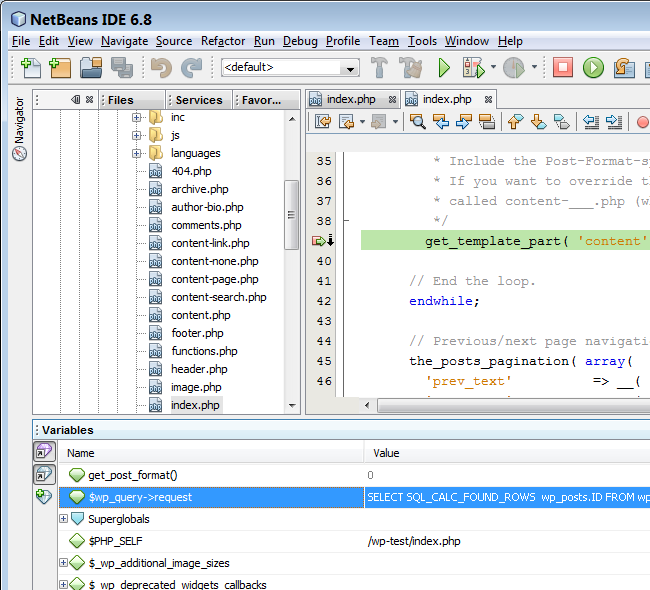 NetBeans IDE 6.8
File Edit View Navigate Source Refactor Run Debug Profile Team Tools Window Help
<default>
Navigator
Files Services Favor...
inc
js
languages
404.php
archive.php
author-bio.php
comments.php
content-link.php
content-none.php
content-page.php
content-search.php
content.php
footer.php
functions.php
header.php
image.php
index.php
index.php index.php
35 * Include the Post-Format-s
36 * If you want to override th
37 * called content-___.php (w
38 */
get_template_part( 'content'
40
41 // End the loop.
42 endwhile;
43
44 // Previous/next page navigati
45 the_posts_pagination( array(
46 'prev_text' => __(
Variables
Name Value
get_post_format() 0
$wp_query->request SELECT SQL_CALC_FOUND_ROWS wp_posts.ID FROM wp
Superglobals
$PHP_SELF /wp-test/index.php
$_wp_additional_image_sizes
$_wp_deprecated_widgets_callbacks